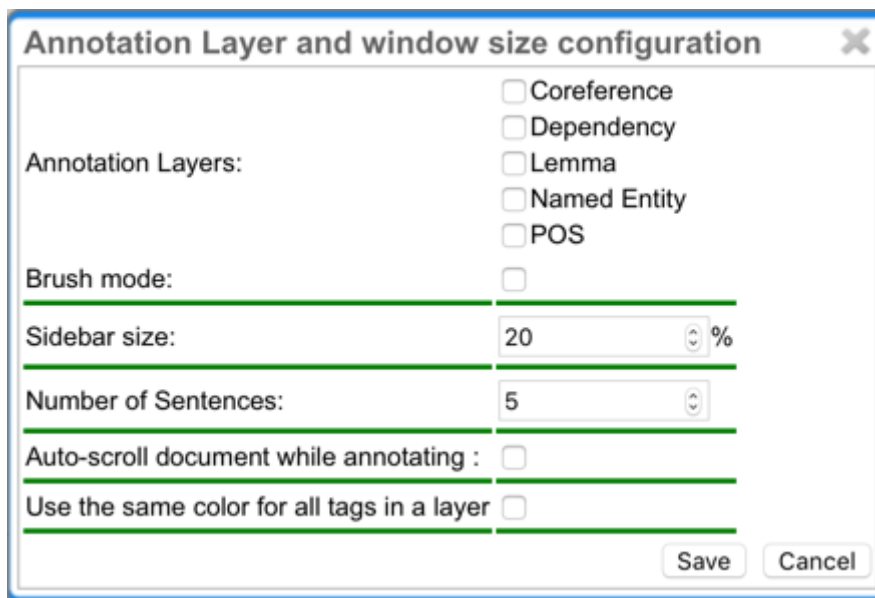 Annotation Layer and window size configuration
Coreference
Dependency
Annotation Layers:
Lemma
Named Entity
POS
Brush mode:
Sidebar size: 20 %
Number of Sentences: 5
Auto-scroll document while annotating :
Use the same color for all tags in a layer
Save Cancel